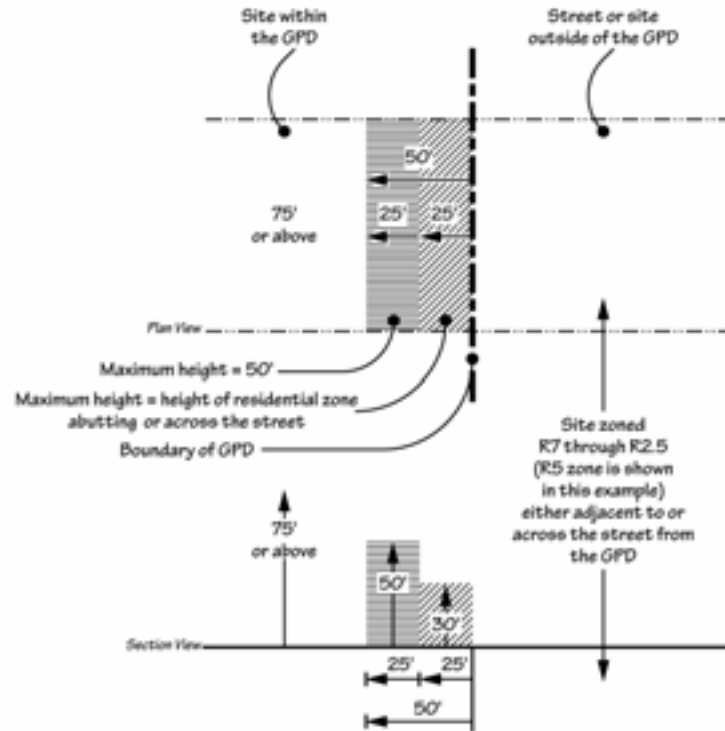 Site within
the GPD
Street or site
outside of the GPD
50'
75'
or above
25'
25'
Plan View
Maximum height = 50'
Maximum height = height of residential zone
abutting or across the street
Boundary of GPD
Site zoned
R7 through R2.5
(R5 zone is shown
in this example)
either adjacent to or
across the street from
the GPD
75'
or above
50'
30'
Section View
25'
25'
50'